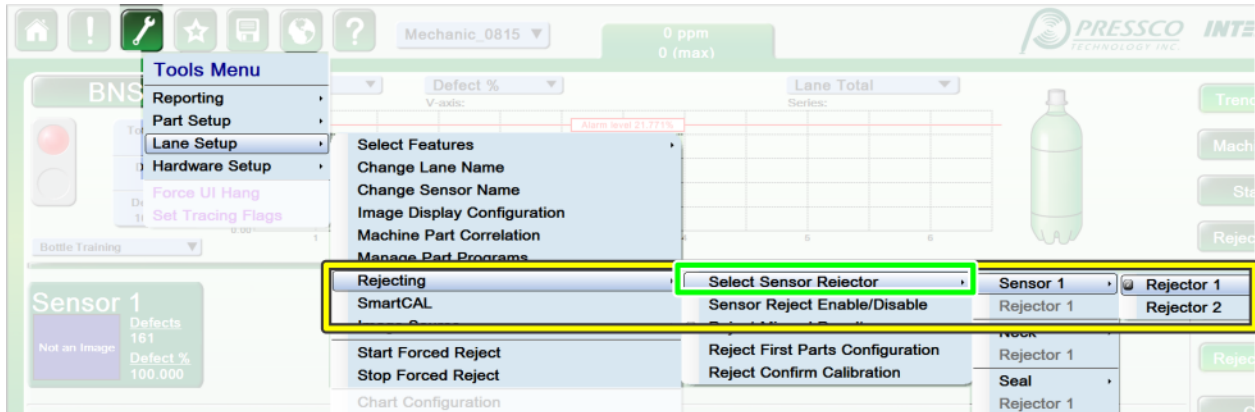 Mechanic_0815
0 ppm
0 (max)
PRESSCO
TECHNOLOGY INC.
Tools Menu
Reporting
Part Setup
Lane Setup
Hardware Setup
Force UI Hang
Set Tracing Flags
Defect %
V-axis:
Lane Total
Series:
Alarm level 21.771%
Select Features
Change Lane Name
Change Sensor Name
Image Display Configuration
Machine Part Correlation
Manage Part Programs
Rejecting
SmartCAL
Start Forced Reject
Stop Forced Reject
Chart Configuration
Select Sensor Rejector
Sensor Reject Enable/Disable
Reject First Parts Configuration
Reject Confirm Calibration
Sensor 1
Rejector 1
Neck
Rejector 1
Seal
Rejector 1
Rejector 1
Rejector 2
0.00
1
5
6
Bottle Training
Sensor 1
Not an Image
Defects
161
Defect %
100.000